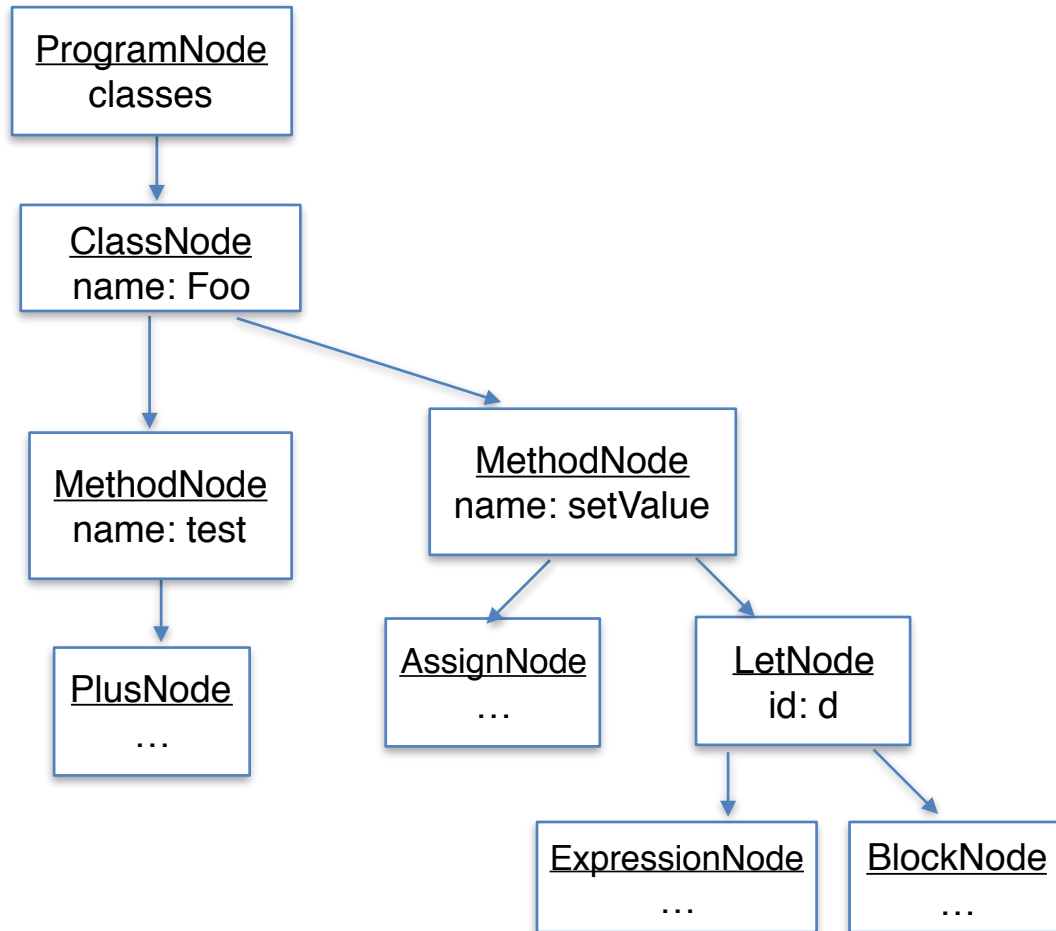 ProgramNode
classes
ClassNode
name: Foo
MethodNode
name: test
MethodNode
name: setValue
PlusNode
…
AssignNode
…
LetNode
id: d
ExpressionNode
…
BlockNode
…